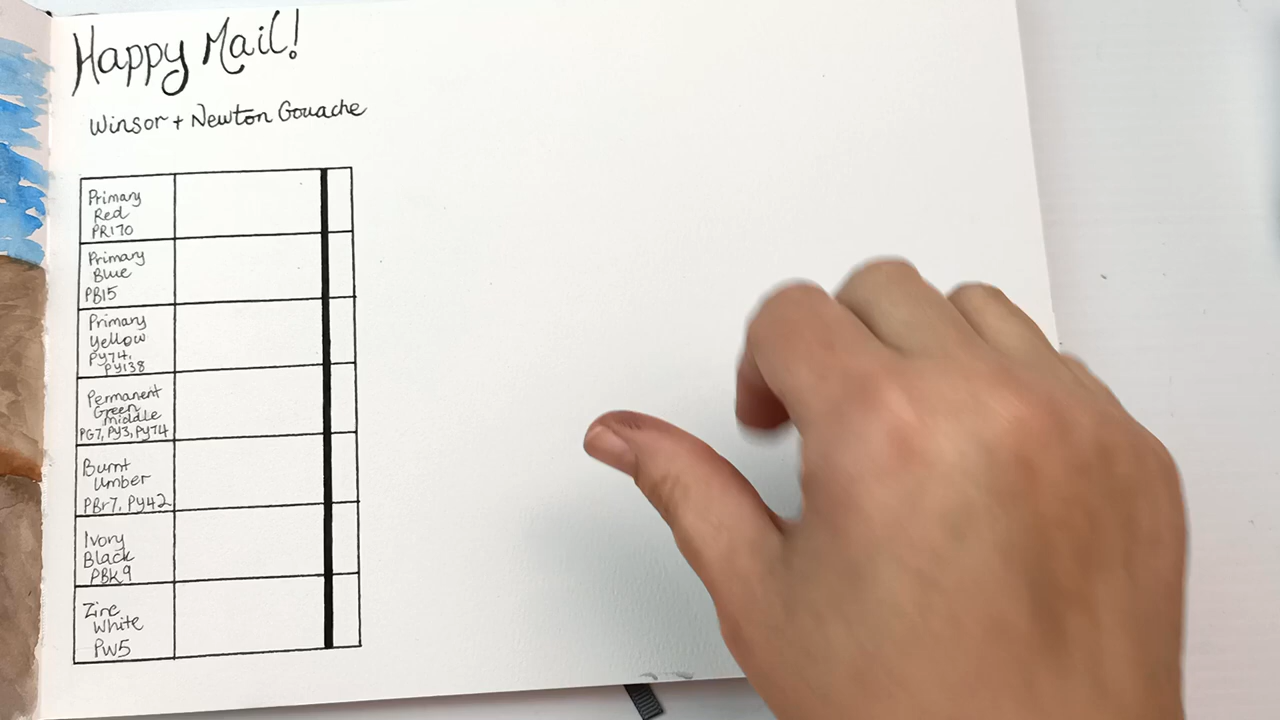 Happy Mail!
Winsor + Newton Gouache
Primary
Red
PR170
Primary
Blue
PB15
Primary
Yellow
PY74,
PY138
Permanent
Green
Middle
PG7, PY3, PY74
Burnt
Umber
PBr7, PY42
Ivory
Black
PBk9
Zinc
White
PW5